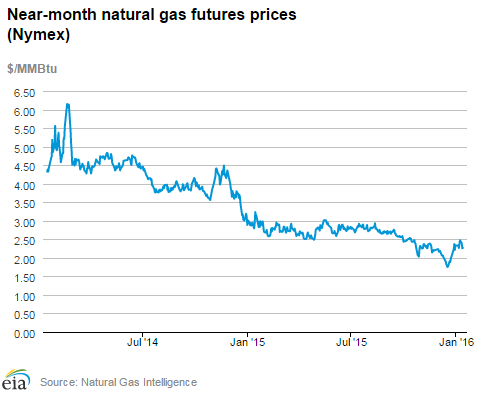 Near-month natural gas futures prices
(Nymex)
$/MMBtu
6.50
6.00
5.50
5.00
4.50
4.00
3.50
3.00
2.50
2.00
1.50
1.00
0.50
0.00
Jul '14 Jan '15 Jul '15 Jan '16
eia Source: Natural Gas Intelligence